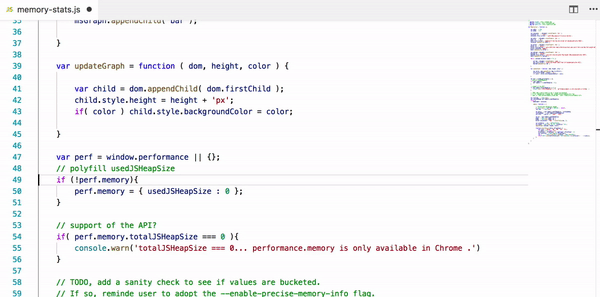 JS memory-stats.js
35 msGraph.appendChild( bar );
36
37 }
38
39 var updateGraph = function ( dom, height, color ) {
40
41 var child = dom.appendChild( dom.firstChild );
42 child.style.height = height + 'px';
43 if( color ) child.style.backgroundColor = color;
44
45 }
46
47 var perf = window.performance || {};
48 // polyfill usedJSHeapSize
49 if (!perf.memory){
50 perf.memory = { usedJSHeapSize : 0 };
51 }
52
53 // support of the API?
54 if( perf.memory.totalJSHeapSize === 0 ){
55 console.warn('totalJSHeapSize === 0... performance.memory is only available in Chrome .')
56 }
57
58 // TODO, add a sanity check to see if values are bucketed.
59 // If so, reminde user to adopt the --enable-precise-memory-info flag.